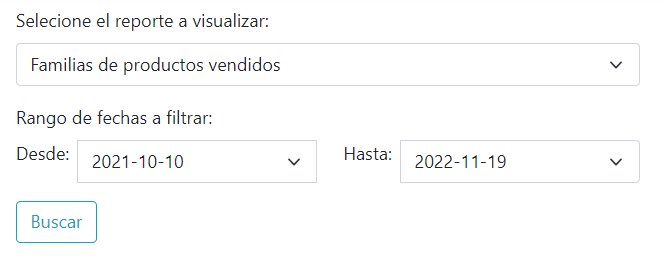 Selecione el reporte a visualizar:
Familias de productos vendidos
Rango de fechas a filtrar:
Desde: 2021-10-10 Hasta: 2022-11-19
Buscar